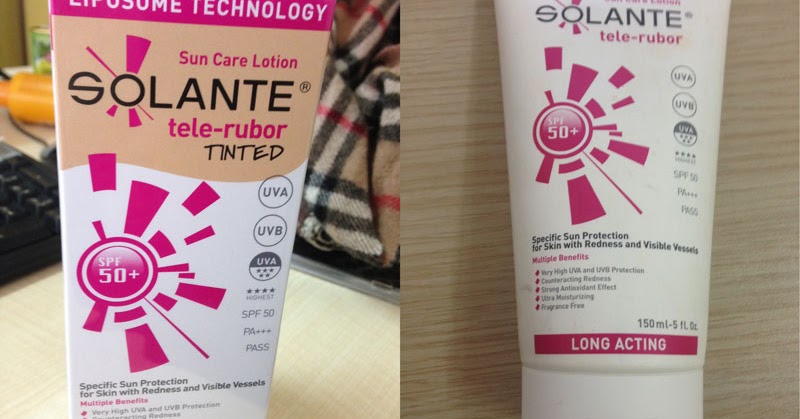 LIPOSOME TECHNOLOGY
Sun Care Lotion
SOLANTE®
tele-rubor
TINTED
UVA
UVB
SPF
50+
UVA
HIGHEST
SPF 50
PA+++
PASS
Specific Sun Protection
for Skin with Redness and Visible Vessels
Multiple Benefits
Very High UVA and UVB Protection
Counteracting Redness
Sun Care Lotion
SOLANTE®
tele-rubor
UVA
UVB
SPF
50+
UVA
HIGHEST
SPF 50
PA+++
PASS
Specific Sun Protection
for Skin with Redness and Visible Vessels
Multiple Benefits
Very High UVA and UVB Protection
Counteracting Redness
Strong Antioxidant Effect
Ultra Moisturizing
Fragrance Free
150 ml-5 fl. Oz.
LONG ACTING